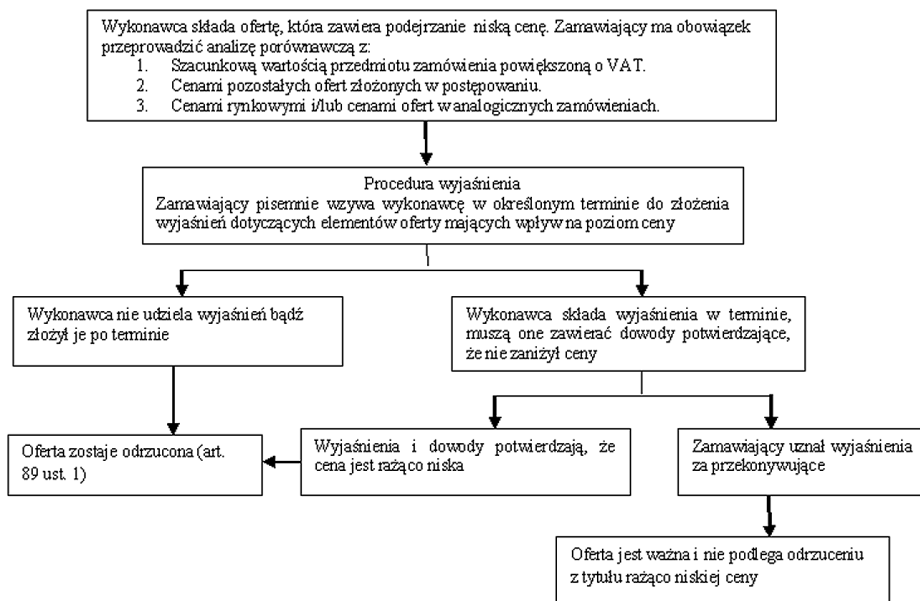 Wykonawca składa ofertę, która zawiera podejrzanie niską cenę. Zamawiający ma obowiązek
przeprowadzić analizę porównawczą z:
1. Szacunkową wartością przedmiotu zamówienia powiększoną o VAT.
2. Cenami pozostałych ofert złożonych w postępowaniu.
3. Cenami rynkowymi i/lub cenami ofert w analogicznych zamówieniach.
Procedura wyjaśnienia
Zamawiający pisemnie wzywa wykonawcę w określonym terminie do złożenia
wyjaśnień dotyczących elementów oferty mających wpływ na poziom ceny
Wykonawca nie udziela wyjaśnień bądź
złożył je po terminie
Wykonawca składa wyjaśnienia w terminie,
muszą one zawierać dowody potwierdzające,
że nie zaniżył ceny
Oferta zostaje odrzucona (art.
89 ust. 1)
Wyjaśnienia i dowody potwierdzają, że
cena jest rażąco niska
Zamawiający uznał wyjaśnienia
za przekonywujące
Oferta jest ważna i nie podlega odrzuceniu
z tytułu rażąco niskiej ceny